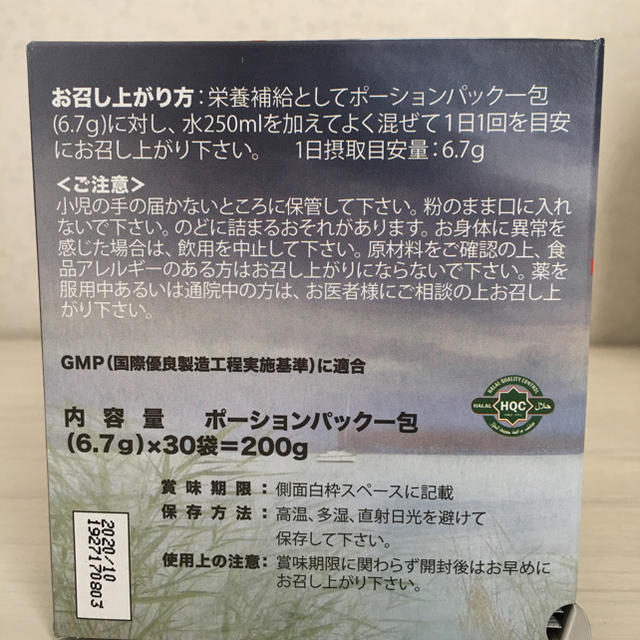 お召し上がり方：栄養補給としてポーションパック一包
(6.7g)に対し、水250mlを加えてよく混ぜて1日1回を目安
にお召し上がり下さい。 1日摂取目安量：6.7g
＜ご注意＞
小児の手の届かないところに保管して下さい。粉のまま口に入れ
ないで下さい。のどに詰まるおそれがあります。お身体に異常を
感じた場合は、飲用を中止して下さい。原材料をご確認の上、食
品アレルギーのある方はお召し上がりにならないで下さい。薬を
服用中あるいは通院中の方は、お医者様にご相談の上お召し上
がり下さい。
GMP（国際優良製造工程実施基準）に適合
HALAL QUALITY CONTROL
HALAL HQC حلال
内容量 ポーションパック一包
(6.7g)×30袋＝200g
賞味期限：側面白枠スペースに記載
保存方法：高温、多湿、直射日光を避けて
保存して下さい。
使用上の注意：賞味期限に関わらず開封後はお早めに
お召し上がり下さい。
2020/10
1927170803